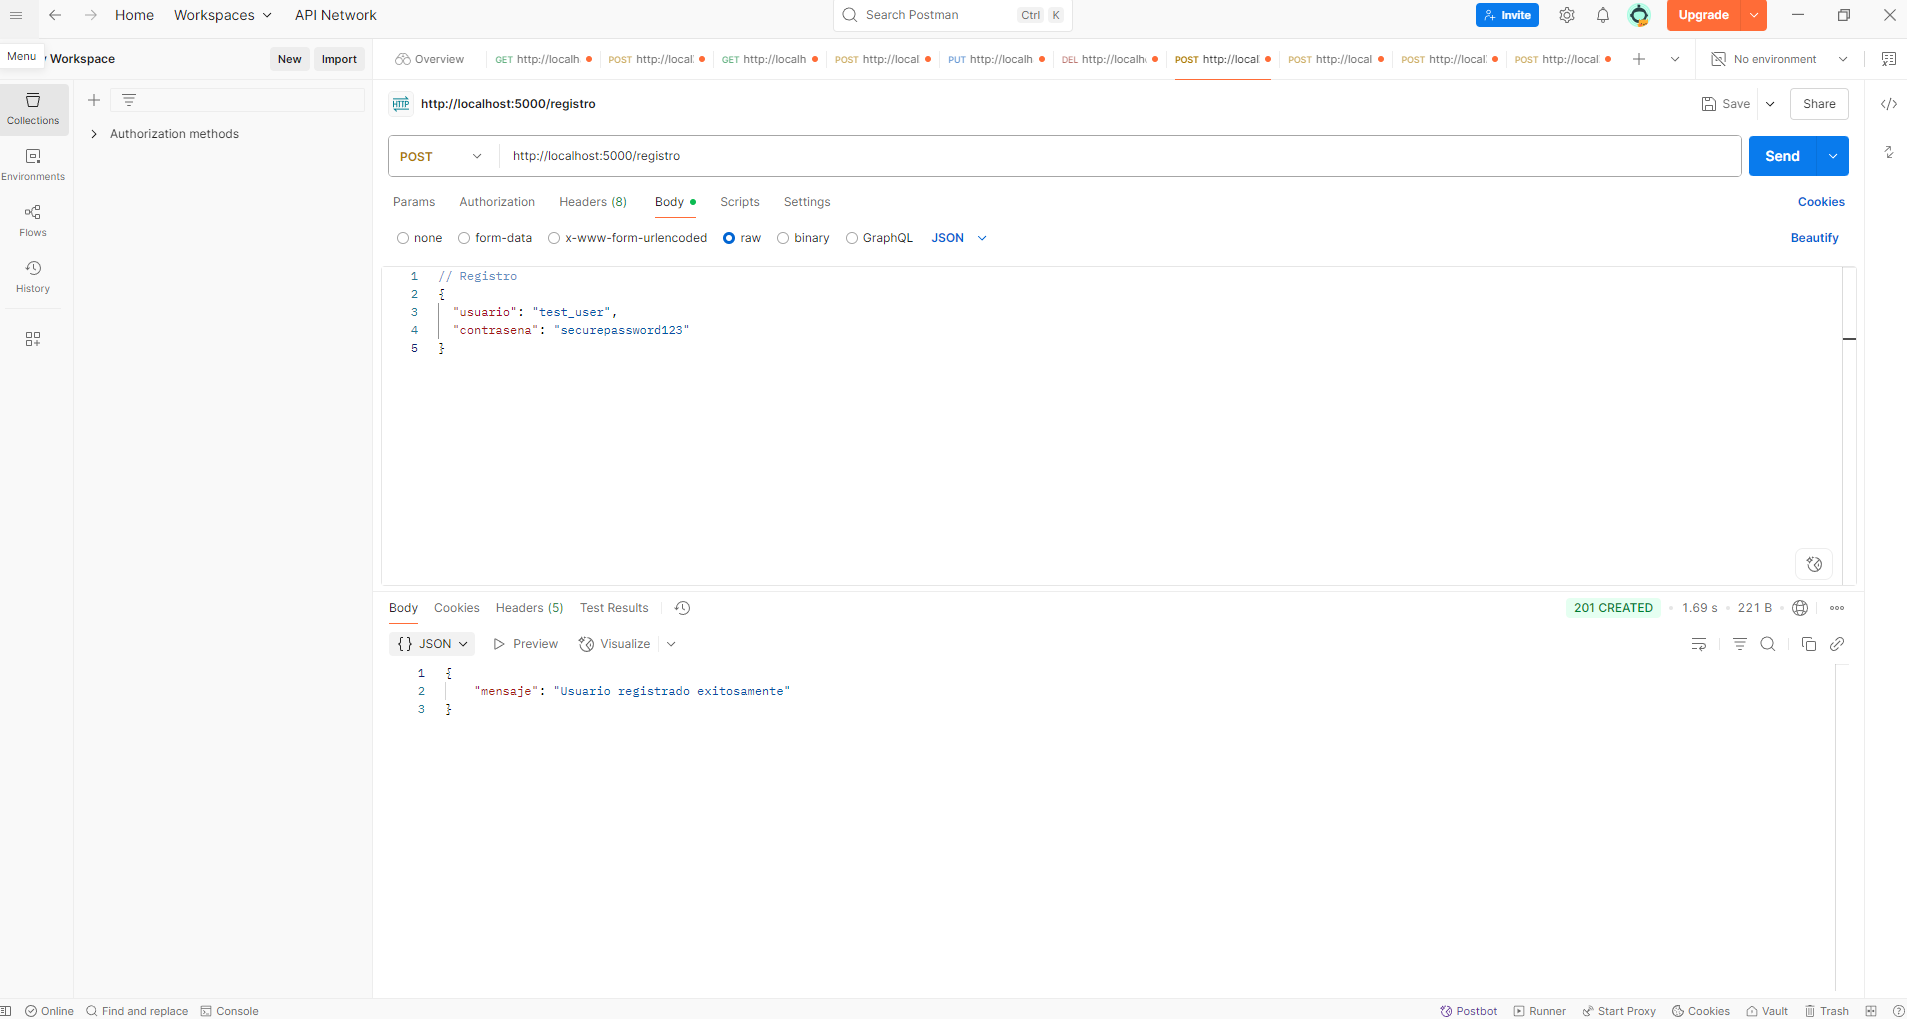 Home Workspaces API Network Search Postman Ctrl K Invite Upgrade
Menu y Workspace New Import Overview GET http://localh POST http://local GET http://localh POST http://local PUT http://localh DEL http://localh POST http://local POST http://local POST http://local POST http://local No environment
Collections
Environments
Flows
History
Authorization methods
HTTP http://localhost:5000/registro Save Share
POST http://localhost:5000/registro Send
Params Authorization Headers (8) Body Scripts Settings Cookies
none form-data x-www-form-urlencoded raw binary GraphQL JSON Beautify
1 // Registro
2 {
3 "usuario": "test_user",
4 "contrasena": "securepassword123"
5 }
Body Cookies Headers (5) Test Results 201 CREATED • 1.69 s • 221 B
{} JSON Preview Visualize
1 {
2 "mensaje": "Usuario registrado exitosamente"
3 }
Online Find and replace Console Postbot Runner Start Proxy Cookies Vault Trash